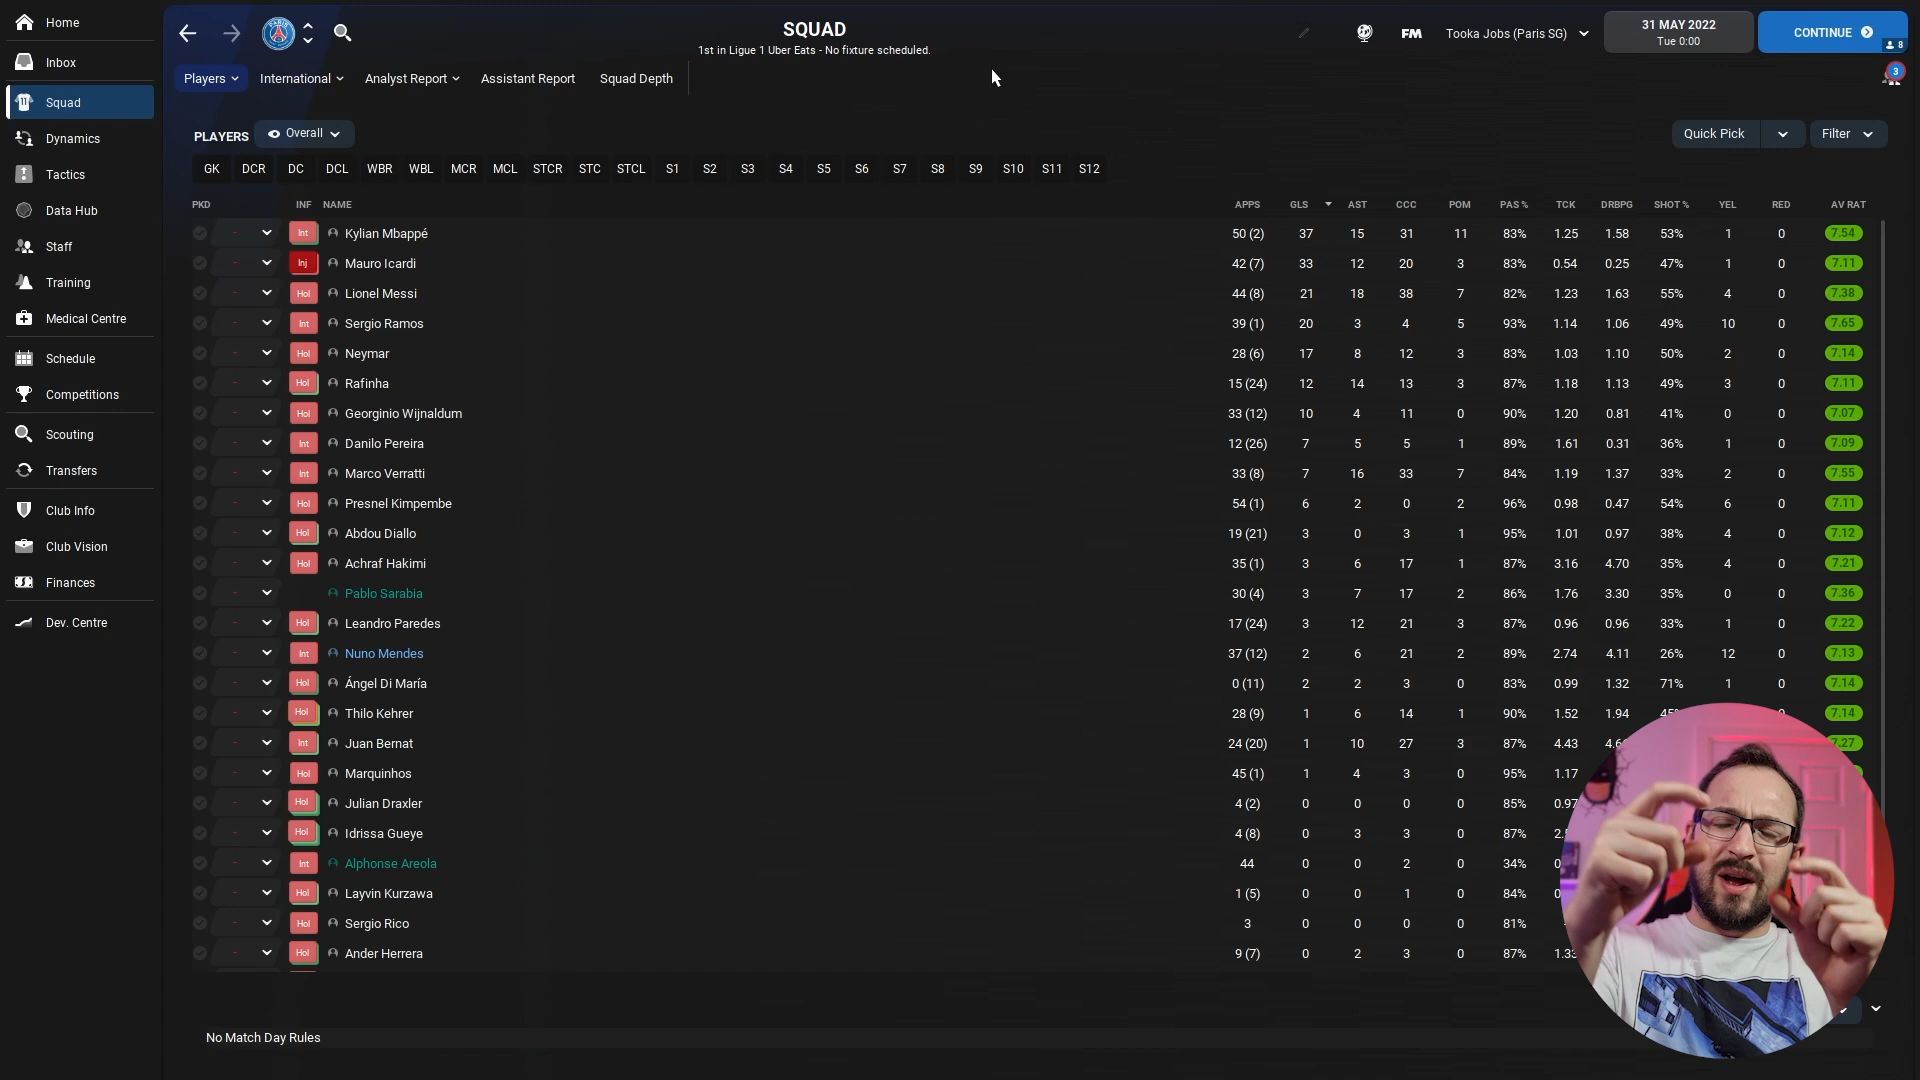 Home
Inbox
Squad
Dynamics
Tactics
Data Hub
Staff
Training
Medical Centre
Schedule
Competitions
Scouting
Transfers
Club Info
Club Vision
Finances
Dev. Centre
SQUAD
1st in Ligue 1 Uber Eats - No fixture scheduled.
FM
Tooka Jobs (Paris SG)
31 MAY 2022
Tue 0:00
CONTINUE
8
3
Players International Analyst Report Assistant Report Squad Depth
PLAYERS Overall Quick Pick Filter
GK DCR DC DCL WBR WBL MCR MCL STCR STC STCL S1 S2 S3 S4 S5 S6 S7 S8 S9 S10 S11 S12
PKD INF NAME APPS GLS AST CCC POM PAS % TCK DRBPG SHOT % YEL RED AV RAT
- Int Kylian Mbappé 50 (2) 37 15 31 11 83% 1.25 1.58 53% 1 0 7.54
- Inj Mauro Icardi 42 (7) 33 12 20 3 83% 0.54 0.25 47% 1 0 7.11
- Hol Lionel Messi 44 (8) 21 18 38 7 82% 1.23 1.63 55% 4 0 7.38
- Int Sergio Ramos 39 (1) 20 3 4 5 93% 1.14 1.06 49% 10 0 7.65
- Hol Neymar 28 (6) 17 8 12 3 83% 1.03 1.10 50% 2 0 7.14
- Hol Rafinha 15 (24) 12 14 13 3 87% 1.18 1.13 49% 3 0 7.11
- Hol Georginio Wijnaldum 33 (12) 10 4 11 0 90% 1.20 0.81 41% 0 0 7.07
- Int Danilo Pereira 12 (26) 7 5 5 1 89% 1.61 0.31 36% 1 0 7.09
- Int Marco Verratti 33 (8) 7 16 33 7 84% 1.19 1.37 33% 2 0 7.55
- Hol Presnel Kimpembe 54 (1) 6 2 0 2 96% 0.98 0.47 54% 6 0 7.11
- Hol Abdou Diallo 19 (21) 3 0 3 1 95% 1.01 0.97 38% 4 0 7.12
- Hol Achraf Hakimi 35 (1) 3 6 17 1 87% 3.16 4.70 35% 4 0 7.21
- Pablo Sarabia 30 (4) 3 7 17 2 86% 1.76 3.30 35% 0 0 7.36
- Hol Leandro Paredes 17 (24) 3 12 21 3 87% 0.96 0.96 33% 1 0 7.22
- Int Nuno Mendes 37 (12) 2 6 21 2 89% 2.74 4.11 26% 12 0 7.13
- Hol Ángel Di María 0 (11) 2 2 3 0 83% 0.99 1.32 71% 1 0 7.14
- Hol Thilo Kehrer 28 (9) 1 6 14 1 90% 1.52 1.94 7.14
- Int Juan Bernat 24 (20) 1 10 27 3 87% 4.43 7.27
- Hol Marquinhos 45 (1) 1 4 3 0 95% 1.17
- Hol Julian Draxler 4 (2) 0 0 0 0 85% 0.97
- Hol Idrissa Gueye 4 (8) 0 3 3 0 87%
- Int Alphonse Areola 44 0 0 2 0 34%
- Hol Layvin Kurzawa 1 (5) 0 0 1 0 84%
- Hol Sergio Rico 3 0 0 0 0 81%
- Hol Ander Herrera 9 (7) 0 2 3 0 87% 1.33
No Match Day Rules